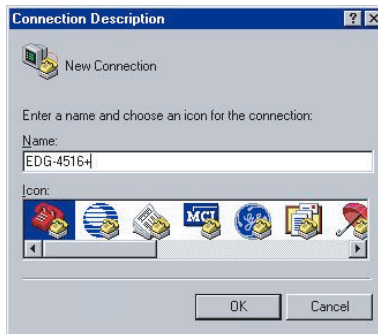 Connection Description
New Connection
Enter a name and choose an icon for the connection:
Name:
EDG-4516+
Icon:
MCI
OK
Cancel